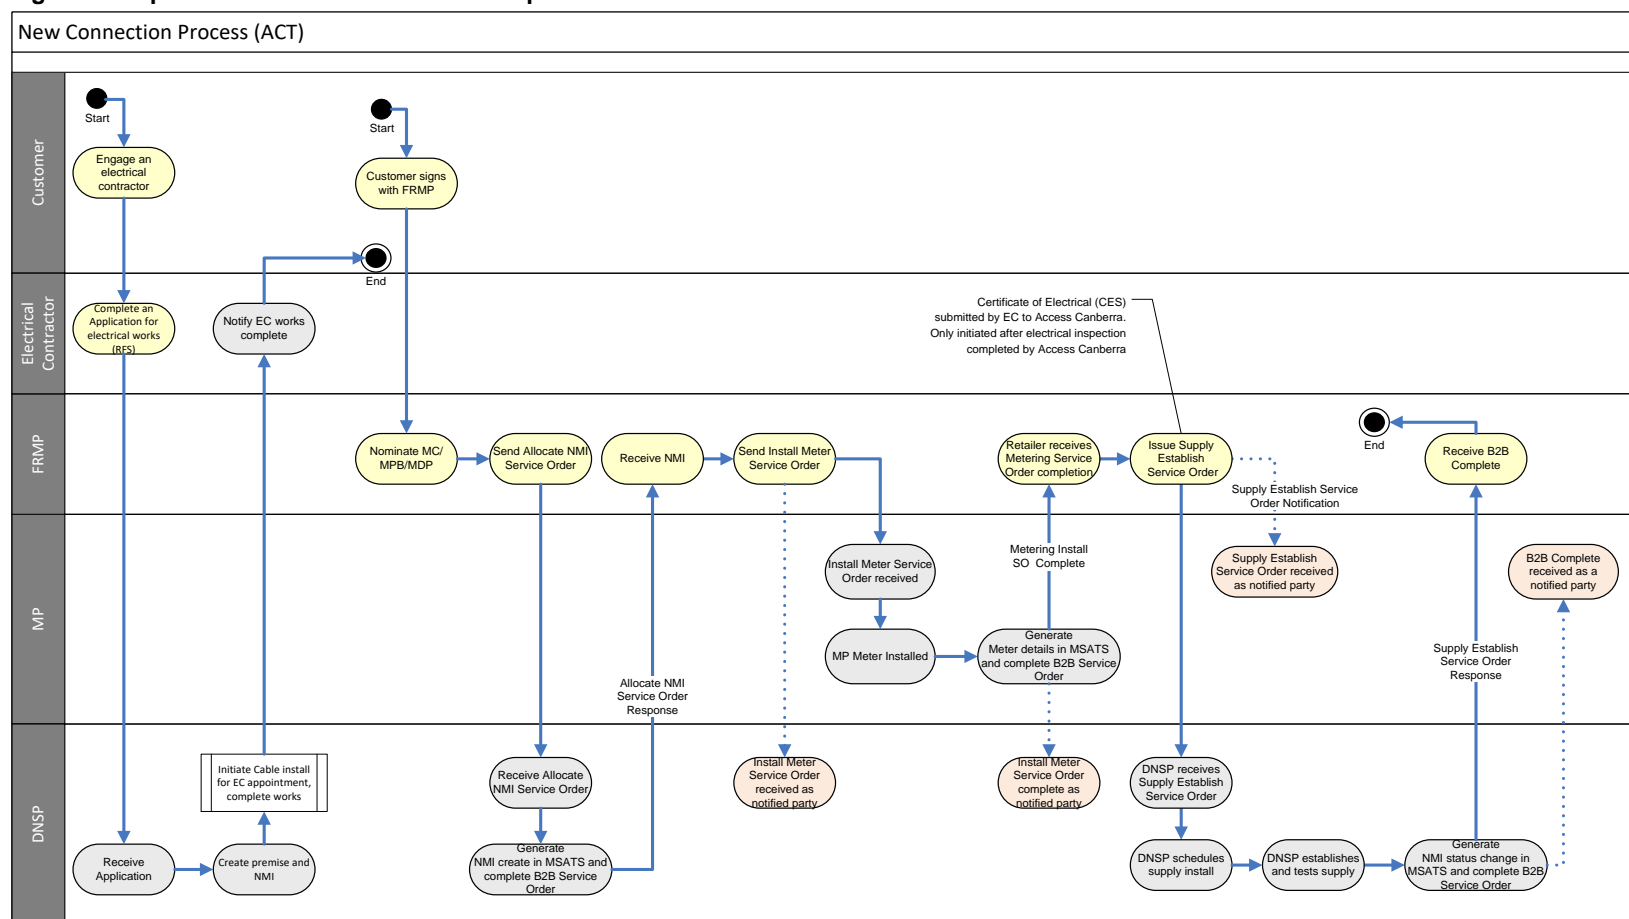 New Connection Process (ACT)
Customer
Start
Engage an
electrical
contractor
Start
Customer signs
with FRMP
End
Electrical
Contractor
Complete an
Application for
electrical works
(RFS)
Notify EC works
complete
Certificate of Electrical (CES)
submitted by EC to Access Canberra.
Only initiated after electrical inspection
completed by Access Canberra
FRMP
Nominate MC/
MPB/MDP
Send Allocate NMI
Service Order
Receive NMI
Send Install Meter
Service Order
Retailer receives
Metering Service
Order completion
Issue Supply
Establish
Service Order
Supply Establish Service
Order Notification
End
Receive B2B
Complete
MP
Install Meter Service
Order received
Metering Install
SO Complete
Supply Establish
Service Order received
as notified party
B2B Complete
received as a
notified party
MP Meter Installed
Generate
Meter details in MSATS
and complete B2B Service
Order
Allocate NMI
Service Order
Response
Supply Establish
Service Order
Response
DNSP
Initiate Cable install
for EC appointment,
complete works
Receive Allocate
NMI Service Order
Install Meter
Service Order
received as
notified party
Install Meter
Service Order
complete as
notified party
DNSP receives
Supply Establish
Service Order
Receive
Application
Create premise and
NMI
Generate
NMI create in MSATS and
complete B2B Service
Order
DNSP schedules
supply install
DNSP establishes
and tests supply
Generate
NMI status change in
MSATS and complete B2B
Service Order